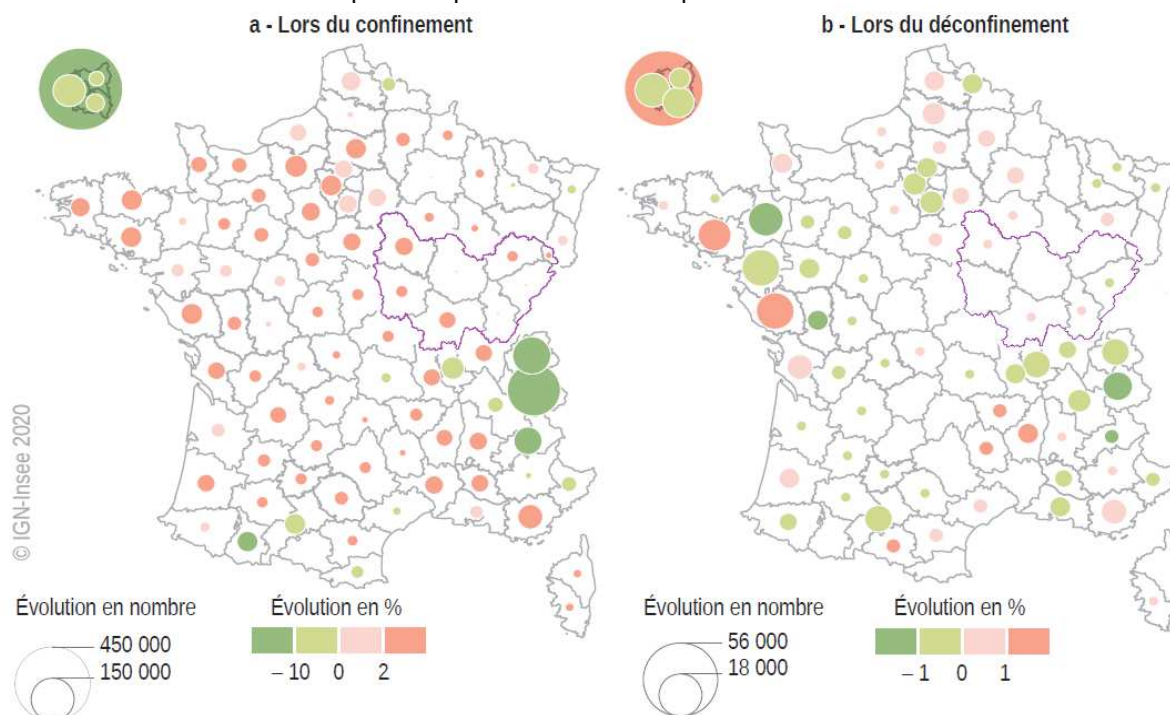 a - Lors du confinement
b - Lors du déconfinement
© IGN-Insee 2020
Évolution en nombre
450 000
150 000
Évolution en %
– 10 0 2
Évolution en nombre
56 000
18 000
Évolution en %
– 1 0 1